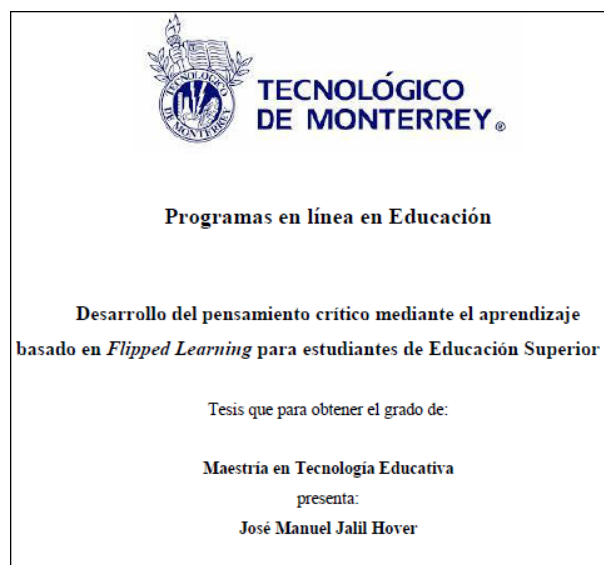 TECNOLÓGICO
DE MONTERREY®
Programas en línea en Educación
Desarrollo del pensamiento crítico mediante el aprendizaje
basado en Flipped Learning para estudiantes de Educación Superior
Tesis que para obtener el grado de:
Maestría en Tecnología Educativa
presenta:
José Manuel Jalil Hover